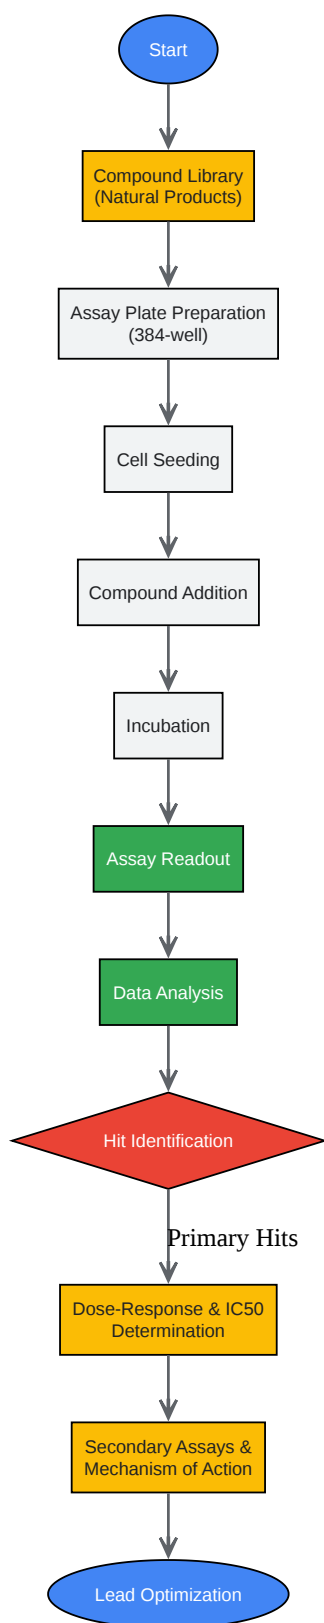 Start
Compound Library
(Natural Products)
Assay Plate Preparation
(384-well)
Cell Seeding
Compound Addition
Incubation
Assay Readout
Data Analysis
Hit Identification
Primary Hits
Dose-Response & IC50
Determination
Secondary Assays &
Mechanism of Action
Lead Optimization